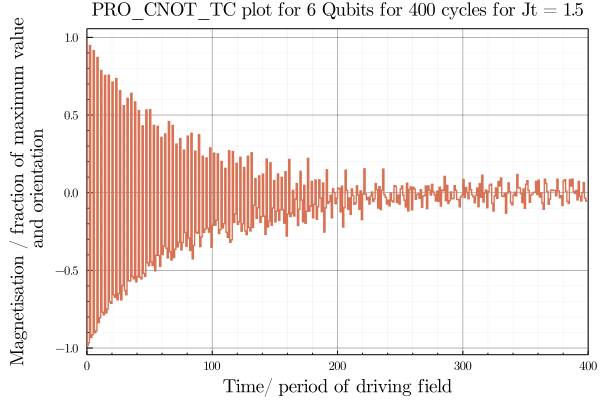 PRO_CNOT_TC plot for 6 Qubits for 400 cycles for Jt = 1.5
Magnetisation / fraction of maximum value
and orientation
1.0
0.5
0.0
−0.5
−1.0
0
100
200
300
400
Time/ period of driving field